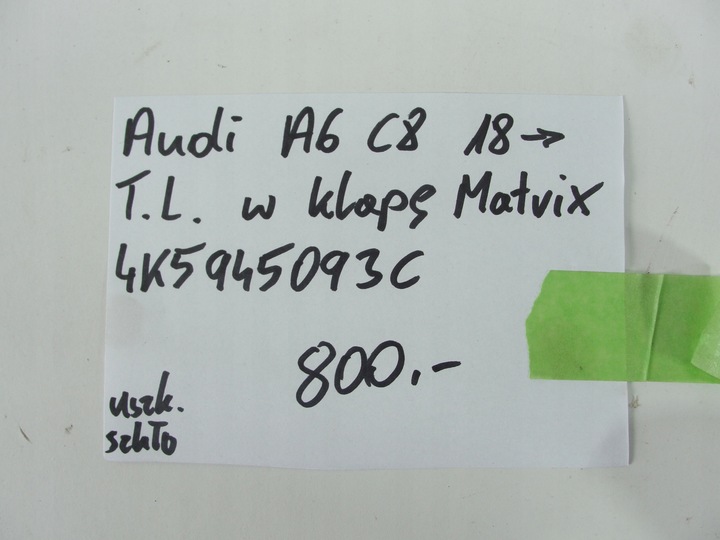 Audi A6 C8 18→
T.L. w klapę Matrix
4K5945093C
800.-
uszk.
szkło